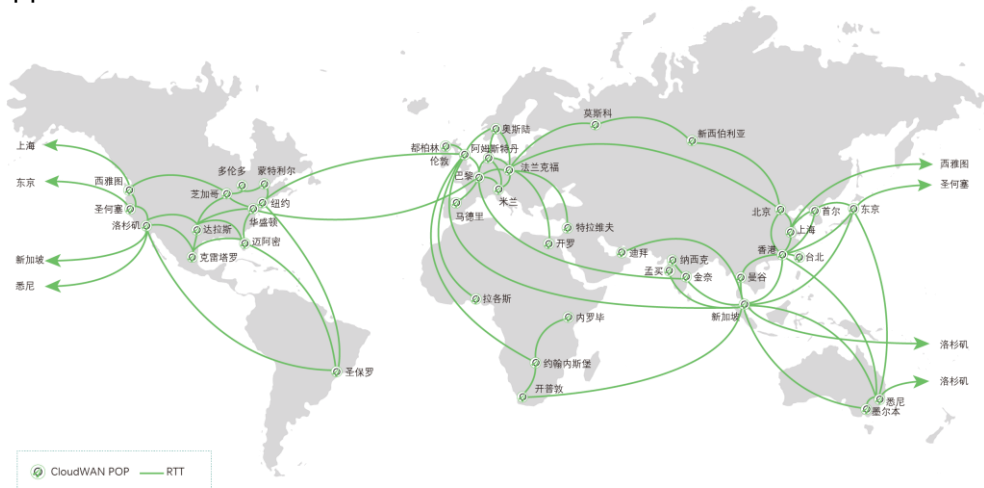 上海
东京
新加坡
悉尼
西雅图
圣何塞
洛杉矶
多伦多
蒙特利尔
芝加哥
纽约
华盛顿
达拉斯
迈阿密
克雷塔罗
圣保罗
都柏林
伦敦
阿姆斯特丹
奥斯陆
莫斯科
新西伯利亚
法兰克福
巴黎
米兰
马德里
特拉维夫
开罗
迪拜
纳西克
孟买
金奈
拉各斯
内罗毕
约翰内斯堡
开普敦
北京
首尔
东京
上海
香港
台北
曼谷
新加坡
悉尼
墨尔本
西雅图
圣何塞
洛杉矶
洛杉矶
CloudWAN POP
RTT